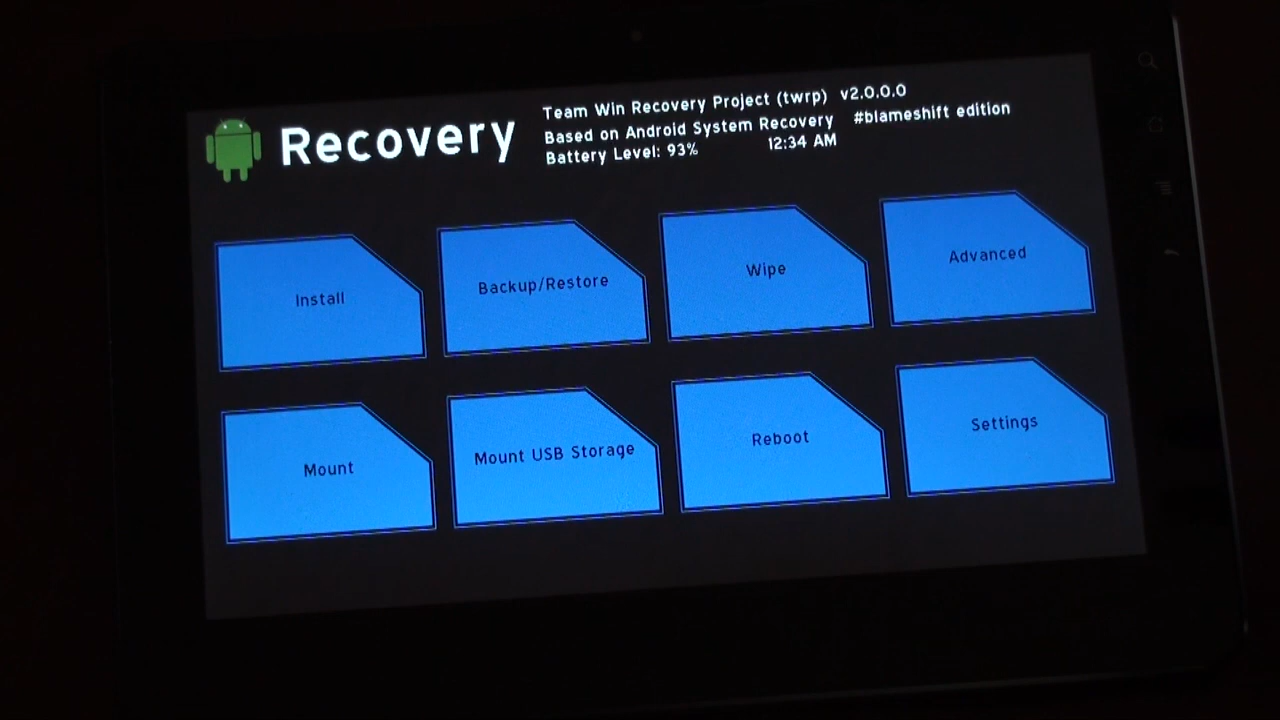 Recovery
Team Win Recovery Project (twrp) v2.0.0.0
Based on Android System Recovery #blameshift edition
Battery Level: 93% 12:34 AM
Install
Backup/Restore
Wipe
Advanced
Mount
Mount USB Storage
Reboot
Settings